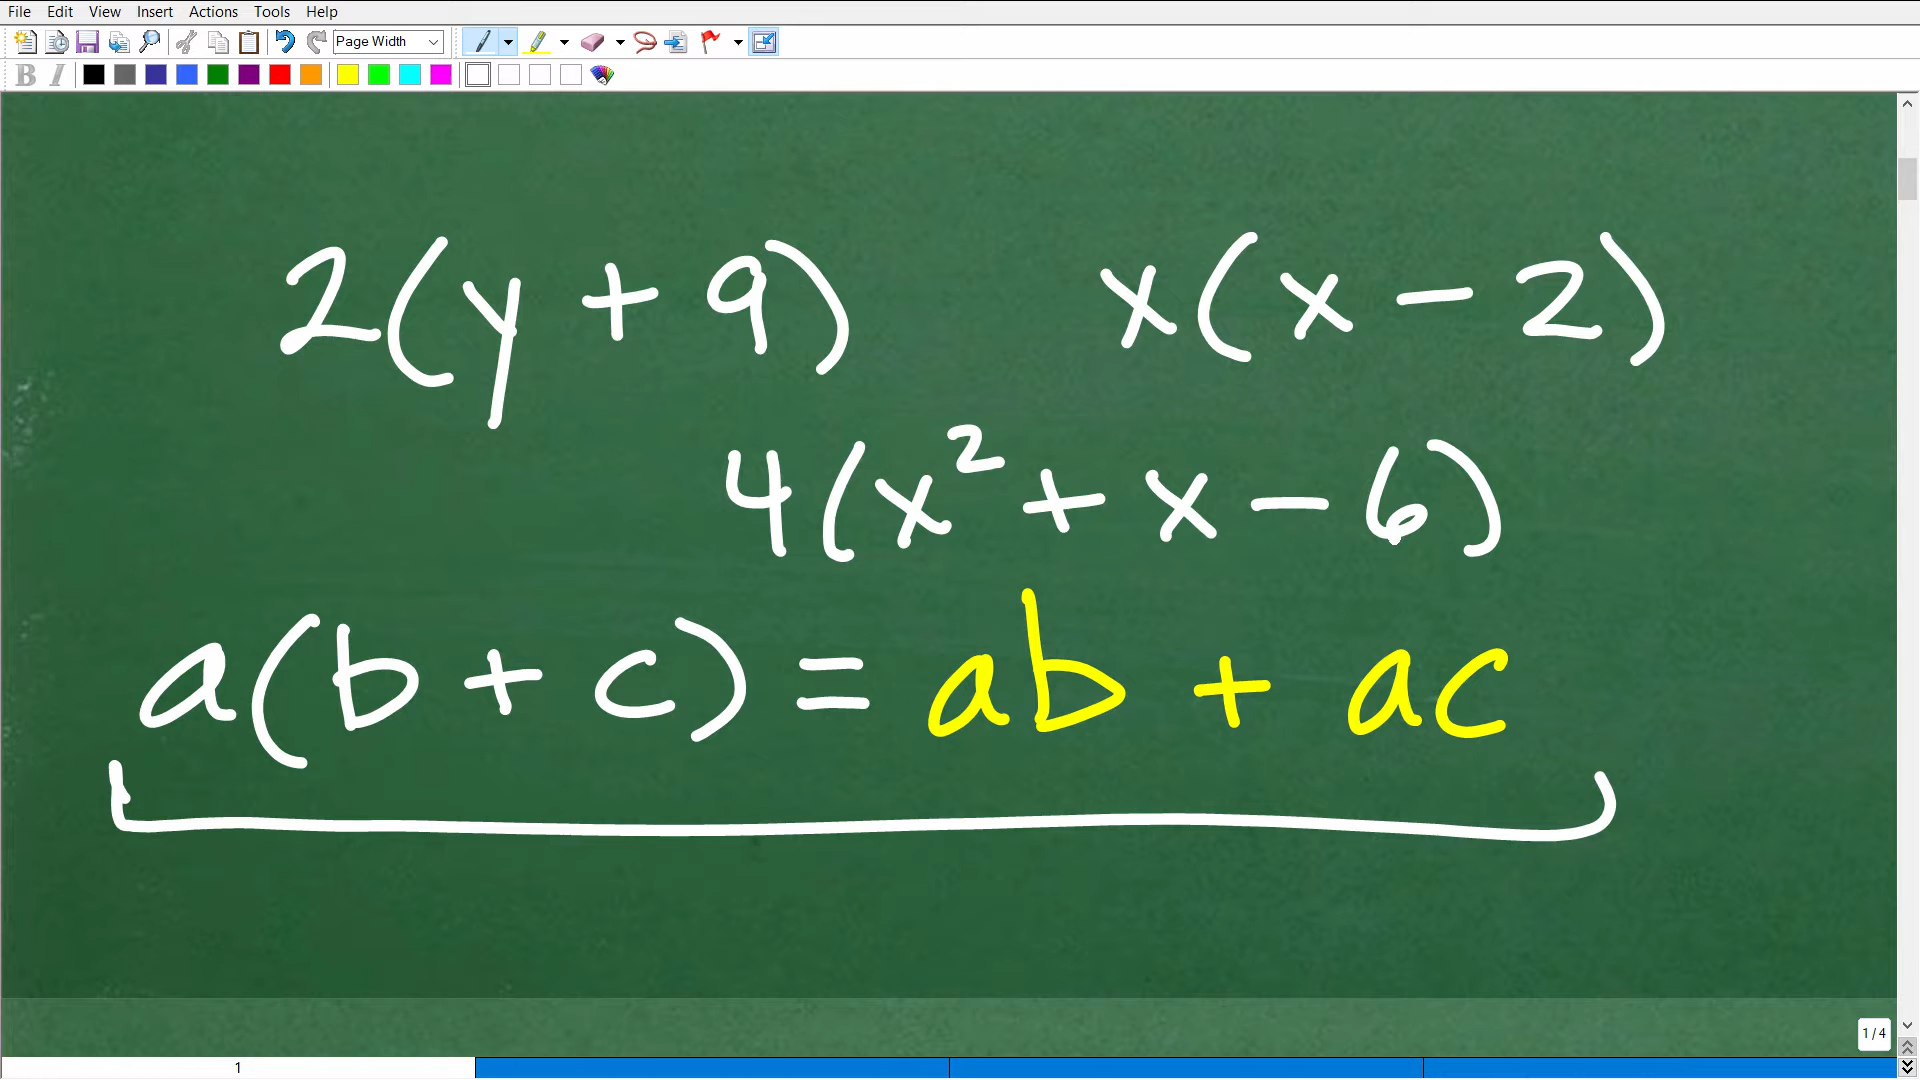 File Edit View Insert Actions Tools Help
Page Width
B I
2(y + 9) x(x - 2)
4(x² + x - 6)
a(b + c) = ab + ac
1 / 4
1